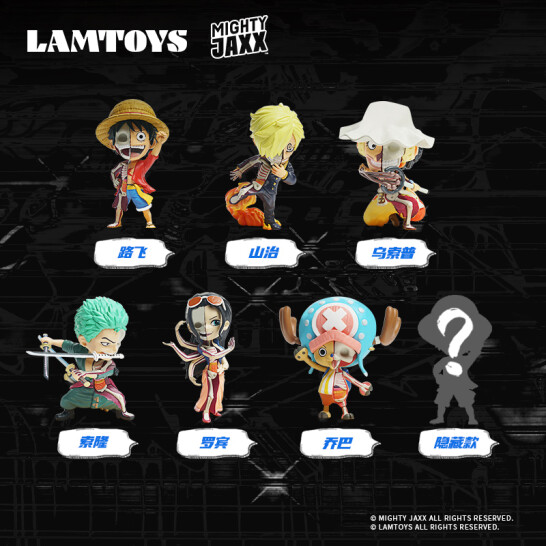 LAMTOYS
MIGHTY
JAXX
路飞
山治
乌索普
索隆
罗宾
乔巴
?
隐藏款
© MIGHTY JAXX ALL RIGHTS RESERVED.
© LAMTOYS ALL RIGHTS RESERVED.